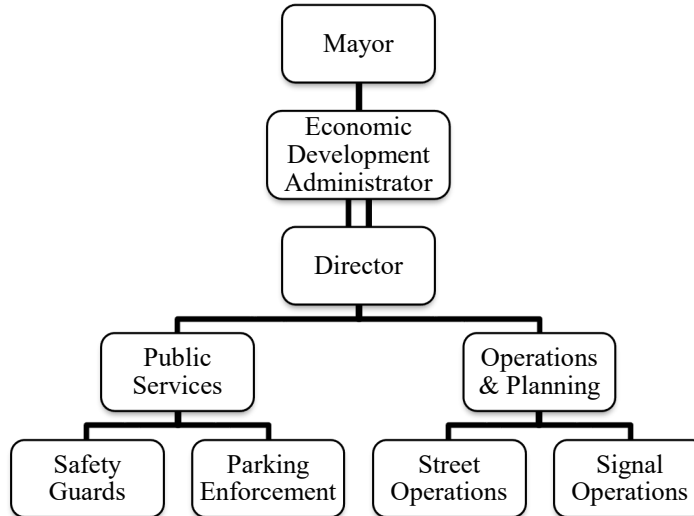 Mayor
Economic
Development
Administrator
Director
Public
Services
Operations
& Planning
Safety
Guards
Parking
Enforcement
Street
Operations
Signal
Operations